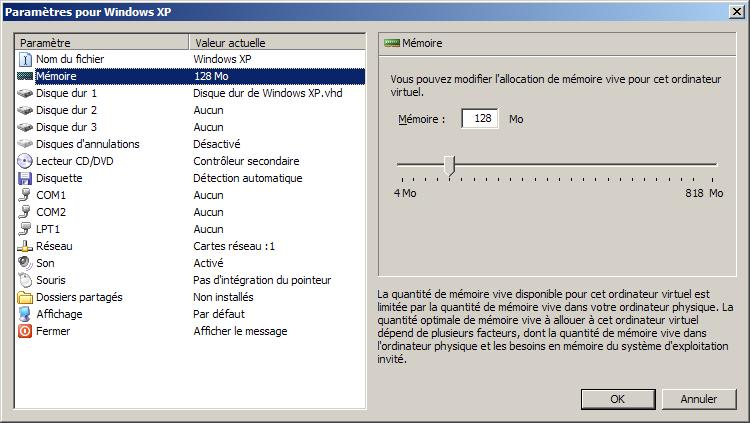 Paramètres pour Windows XP
Paramètre Valeur actuelle
Nom du fichier Windows XP
Mémoire 128 Mo
Disque dur 1 Disque dur de Windows XP.vhd
Disque dur 2 Aucun
Disque dur 3 Aucun
Disques d'annulations Désactivé
Lecteur CD/DVD Contrôleur secondaire
Disquette Détection automatique
COM1 Aucun
COM2 Aucun
LPT1 Aucun
Réseau Cartes réseau :1
Son Activé
Souris Pas d'intégration du pointeur
Dossiers partagés Non installés
Affichage Par défaut
Fermer Afficher le message
Mémoire
Vous pouvez modifier l'allocation de mémoire vive pour cet ordinateur
virtuel.
Mémoire : 128 Mo
4 Mo 818 Mo
La quantité de mémoire vive disponible pour cet ordinateur virtuel est
limitée par la quantité de mémoire vive dans votre ordinateur physique. La
quantité optimale de mémoire vive à allouer à cet ordinateur virtuel
dépend de plusieurs facteurs, dont la quantité de mémoire vive dans
l'ordinateur physique et les besoins en mémoire du système d'exploitation
invité.
OK Annuler